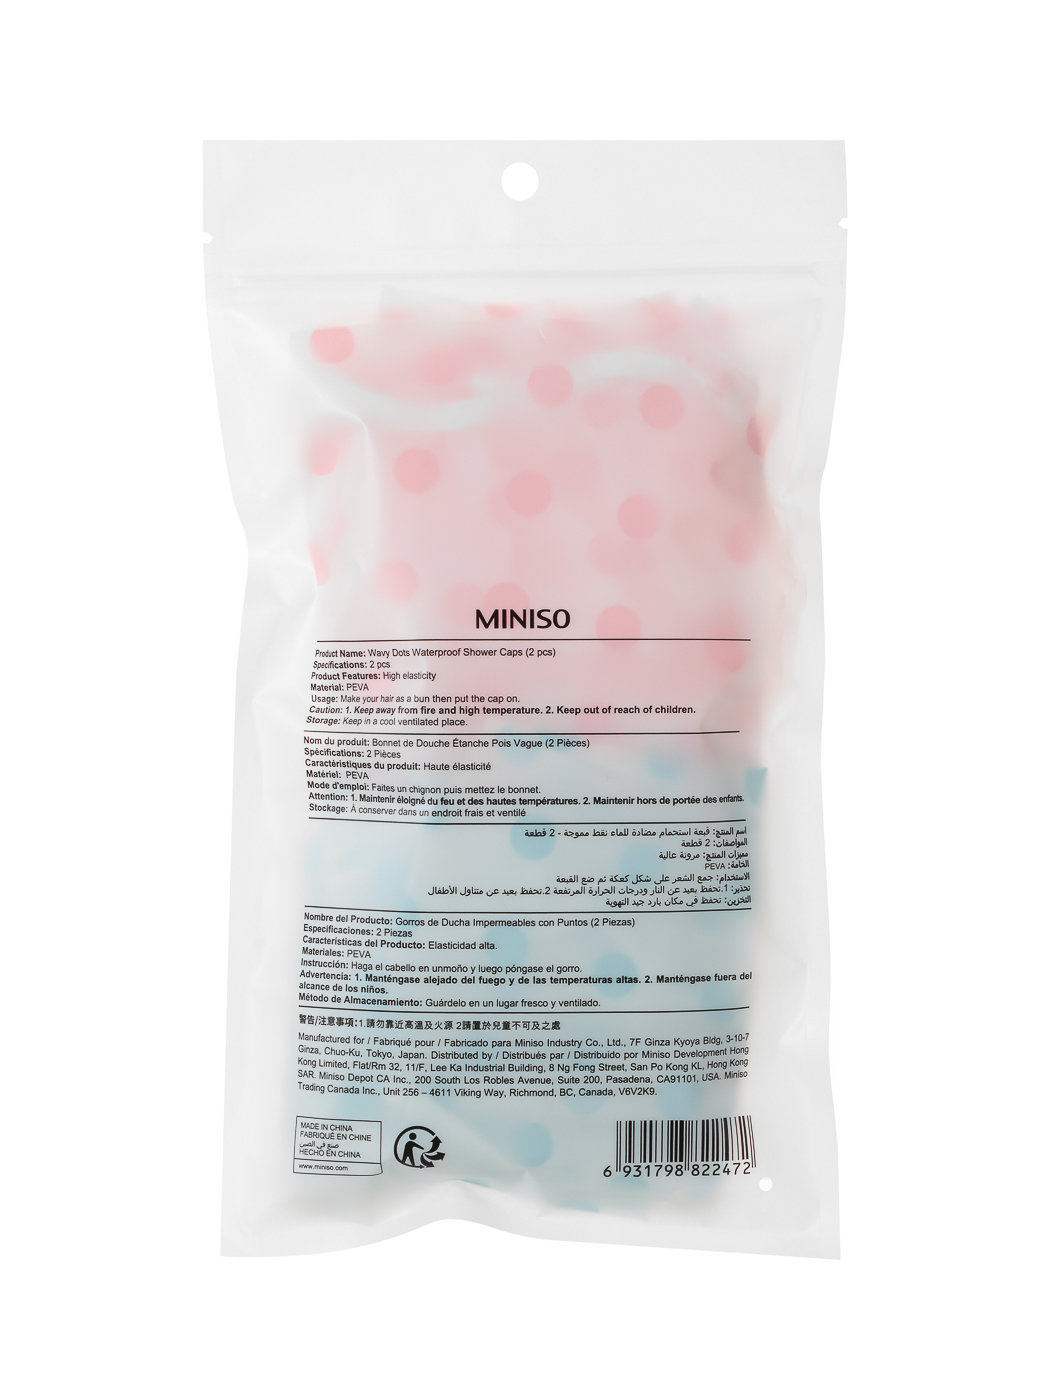 MINISO
Product Name: Wavy Dots Waterproof Shower Caps (2 pcs)
Specifications: 2 pcs
Product Features: High elasticity
Material: PEVA
Usage: Make your hair as a bun then put the cap on.
Caution: 1. Keep away from fire and high temperature. 2. Keep out of reach of children.
Storage: Keep in a cool ventilated place.
Nom du produit: Bonnet de Douche Étanche Pois Vague (2 Pièces)
Spécifications: 2 Pièces
Caractéristiques du produit: Haute élasticité
Matériel: PEVA
Mode d'emploi: Faites un chignon puis mettez le bonnet.
Attention: 1. Maintenir éloigné du feu et des hautes températures. 2. Maintenir hors de portée des enfants.
Stockage: À conserver dans un endroit frais et ventilé
اسم المنتج: قبعة استحمام مضادة للماء نقط مموجة - 2 قطعة
المواصفات: 2 قطعة
مميزات المنتج: مرونة عالية
الخامة: PEVA
الاستخدام: جمع الشعر على شكل كعكة ثم ضع القبعة
تحذير: 1.تحفظ بعيد عن النار ودرجات الحرارة المرتفعة 2.تحفظ بعيد عن متناول الأطفال
التخزين: تحفظ في مكان بارد جيد التهوية
Nombre del Producto: Gorros de Ducha Impermeables con Puntos (2 Piezas)
Especificaciones: 2 Piezas
Características del Producto: Elasticidad alta.
Materiales: PEVA
Instrucción: Haga el cabello en unmoño y luego póngase el gorro.
Advertencia: 1. Manténgase alejado del fuego y de las temperaturas altas. 2. Manténgase fuera del
alcance de los niños.
Método de Almacenamiento: Guárdelo en un lugar fresco y ventilado.
警告/注意事項:1.請勿靠近高溫及火源 2請置於兒童不可及之處
Manufactured for / Fabriqué pour / Fabricado para Miniso Industry Co., Ltd., 7F Ginza Kyoya Bldg, 3-10-7
Ginza, Chuo-Ku, Tokyo, Japan. Distributed by / Distribués par / Distribuido por Miniso Development Hong
Kong Limited, Flat/Rm 32, 11/F, Lee Ka Industrial Building, 8 Ng Fong Street, San Po Kong KL, Hong Kong
SAR. Miniso Depot CA Inc., 200 South Los Robles Avenue, Suite 200, Pasadena, CA91101, USA. Miniso
Trading Canada Inc., Unit 256 – 4611 Viking Way, Richmond, BC, Canada, V6V2K9.
MADE IN CHINA
FABRIQUÉ EN CHINE
صنع في الصين
HECHO EN CHINA
www.miniso.com
6 931798 822472